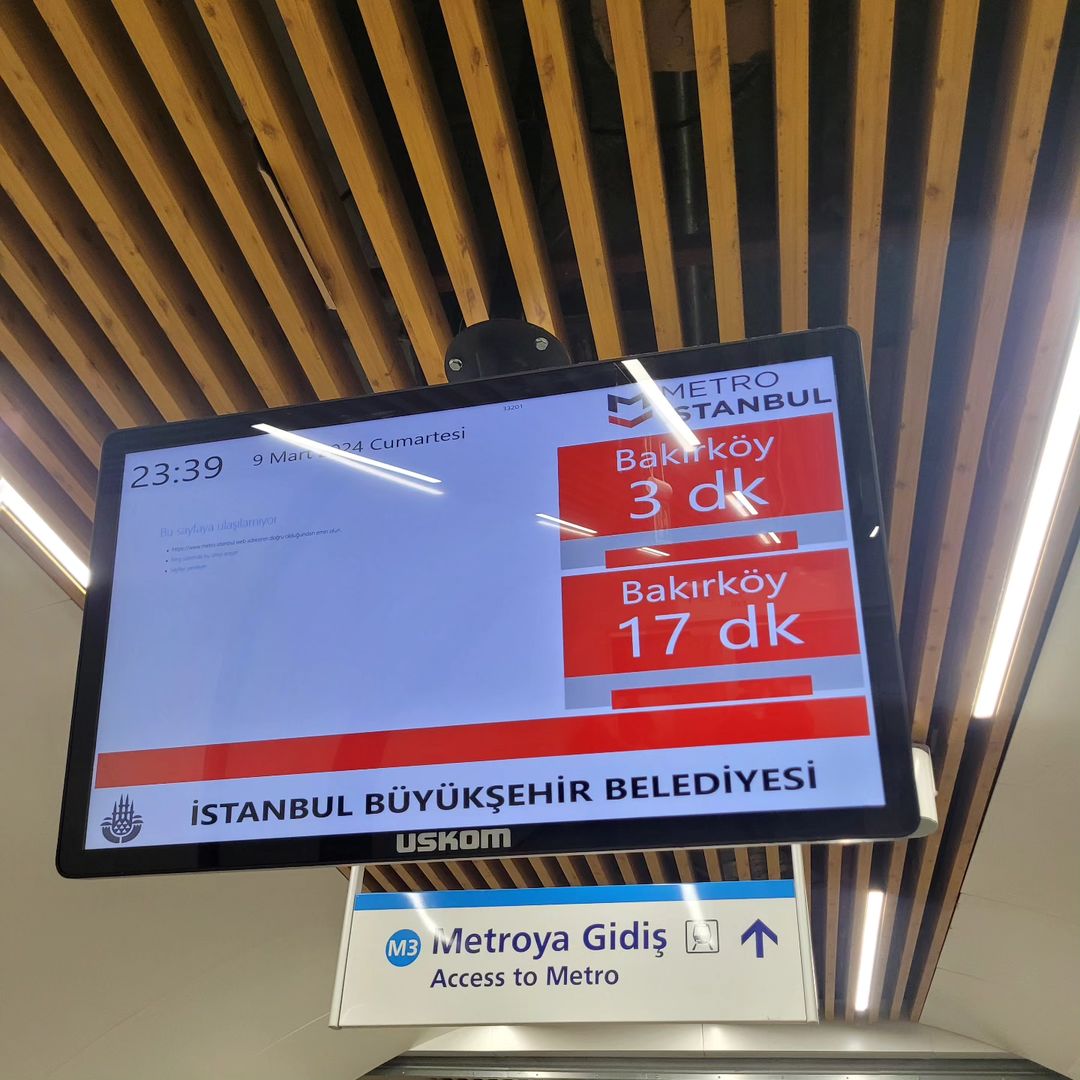 33201
METRO
İSTANBUL
23:39
9 Mart 2024 Cumartesi
Bakırköy
3 dk
Bu sayfaya ulaşılamıyor
Bakırköy
17 dk
İSTANBUL BÜYÜKŞEHİR BELEDİYESİ
USKOM
M3 Metroya Gidiş
Access to Metro